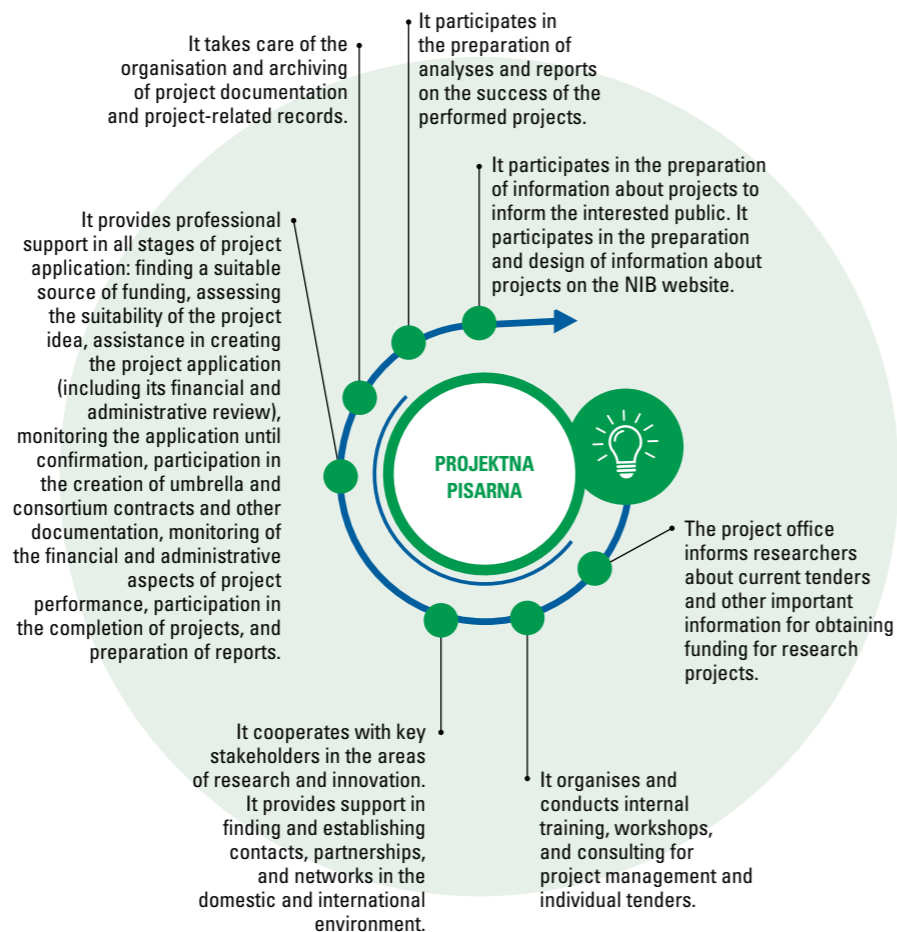 It takes care of the
organisation and archiving
of project documentation
and project-related records.
It participates in
the preparation of
analyses and reports
on the success of the
performed projects.
It participates in the preparation
of information about projects to
inform the interested public. It
participates in the preparation
and design of information about
projects on the NIB website.
It provides professional
support in all stages of project
application: finding a suitable
source of funding, assessing
the suitability of the project
idea, assistance in creating
the project application
(including its financial and
administrative review),
monitoring the application until
confirmation, participation in
the creation of umbrella and
consortium contracts and other
documentation, monitoring of
the financial and administrative
aspects of project
performance, participation in
the completion of projects, and
preparation of reports.
PROJEKTNA
PISARNA
The project office
informs researchers
about current tenders
and other important
information for obtaining
funding for research
projects.
It cooperates with key
stakeholders in the areas
of research and innovation.
It provides support in
finding and establishing
contacts, partnerships,
and networks in the
domestic and international
environment.
It organises and
conducts internal
training, workshops,
and consulting for
project management and
individual tenders.